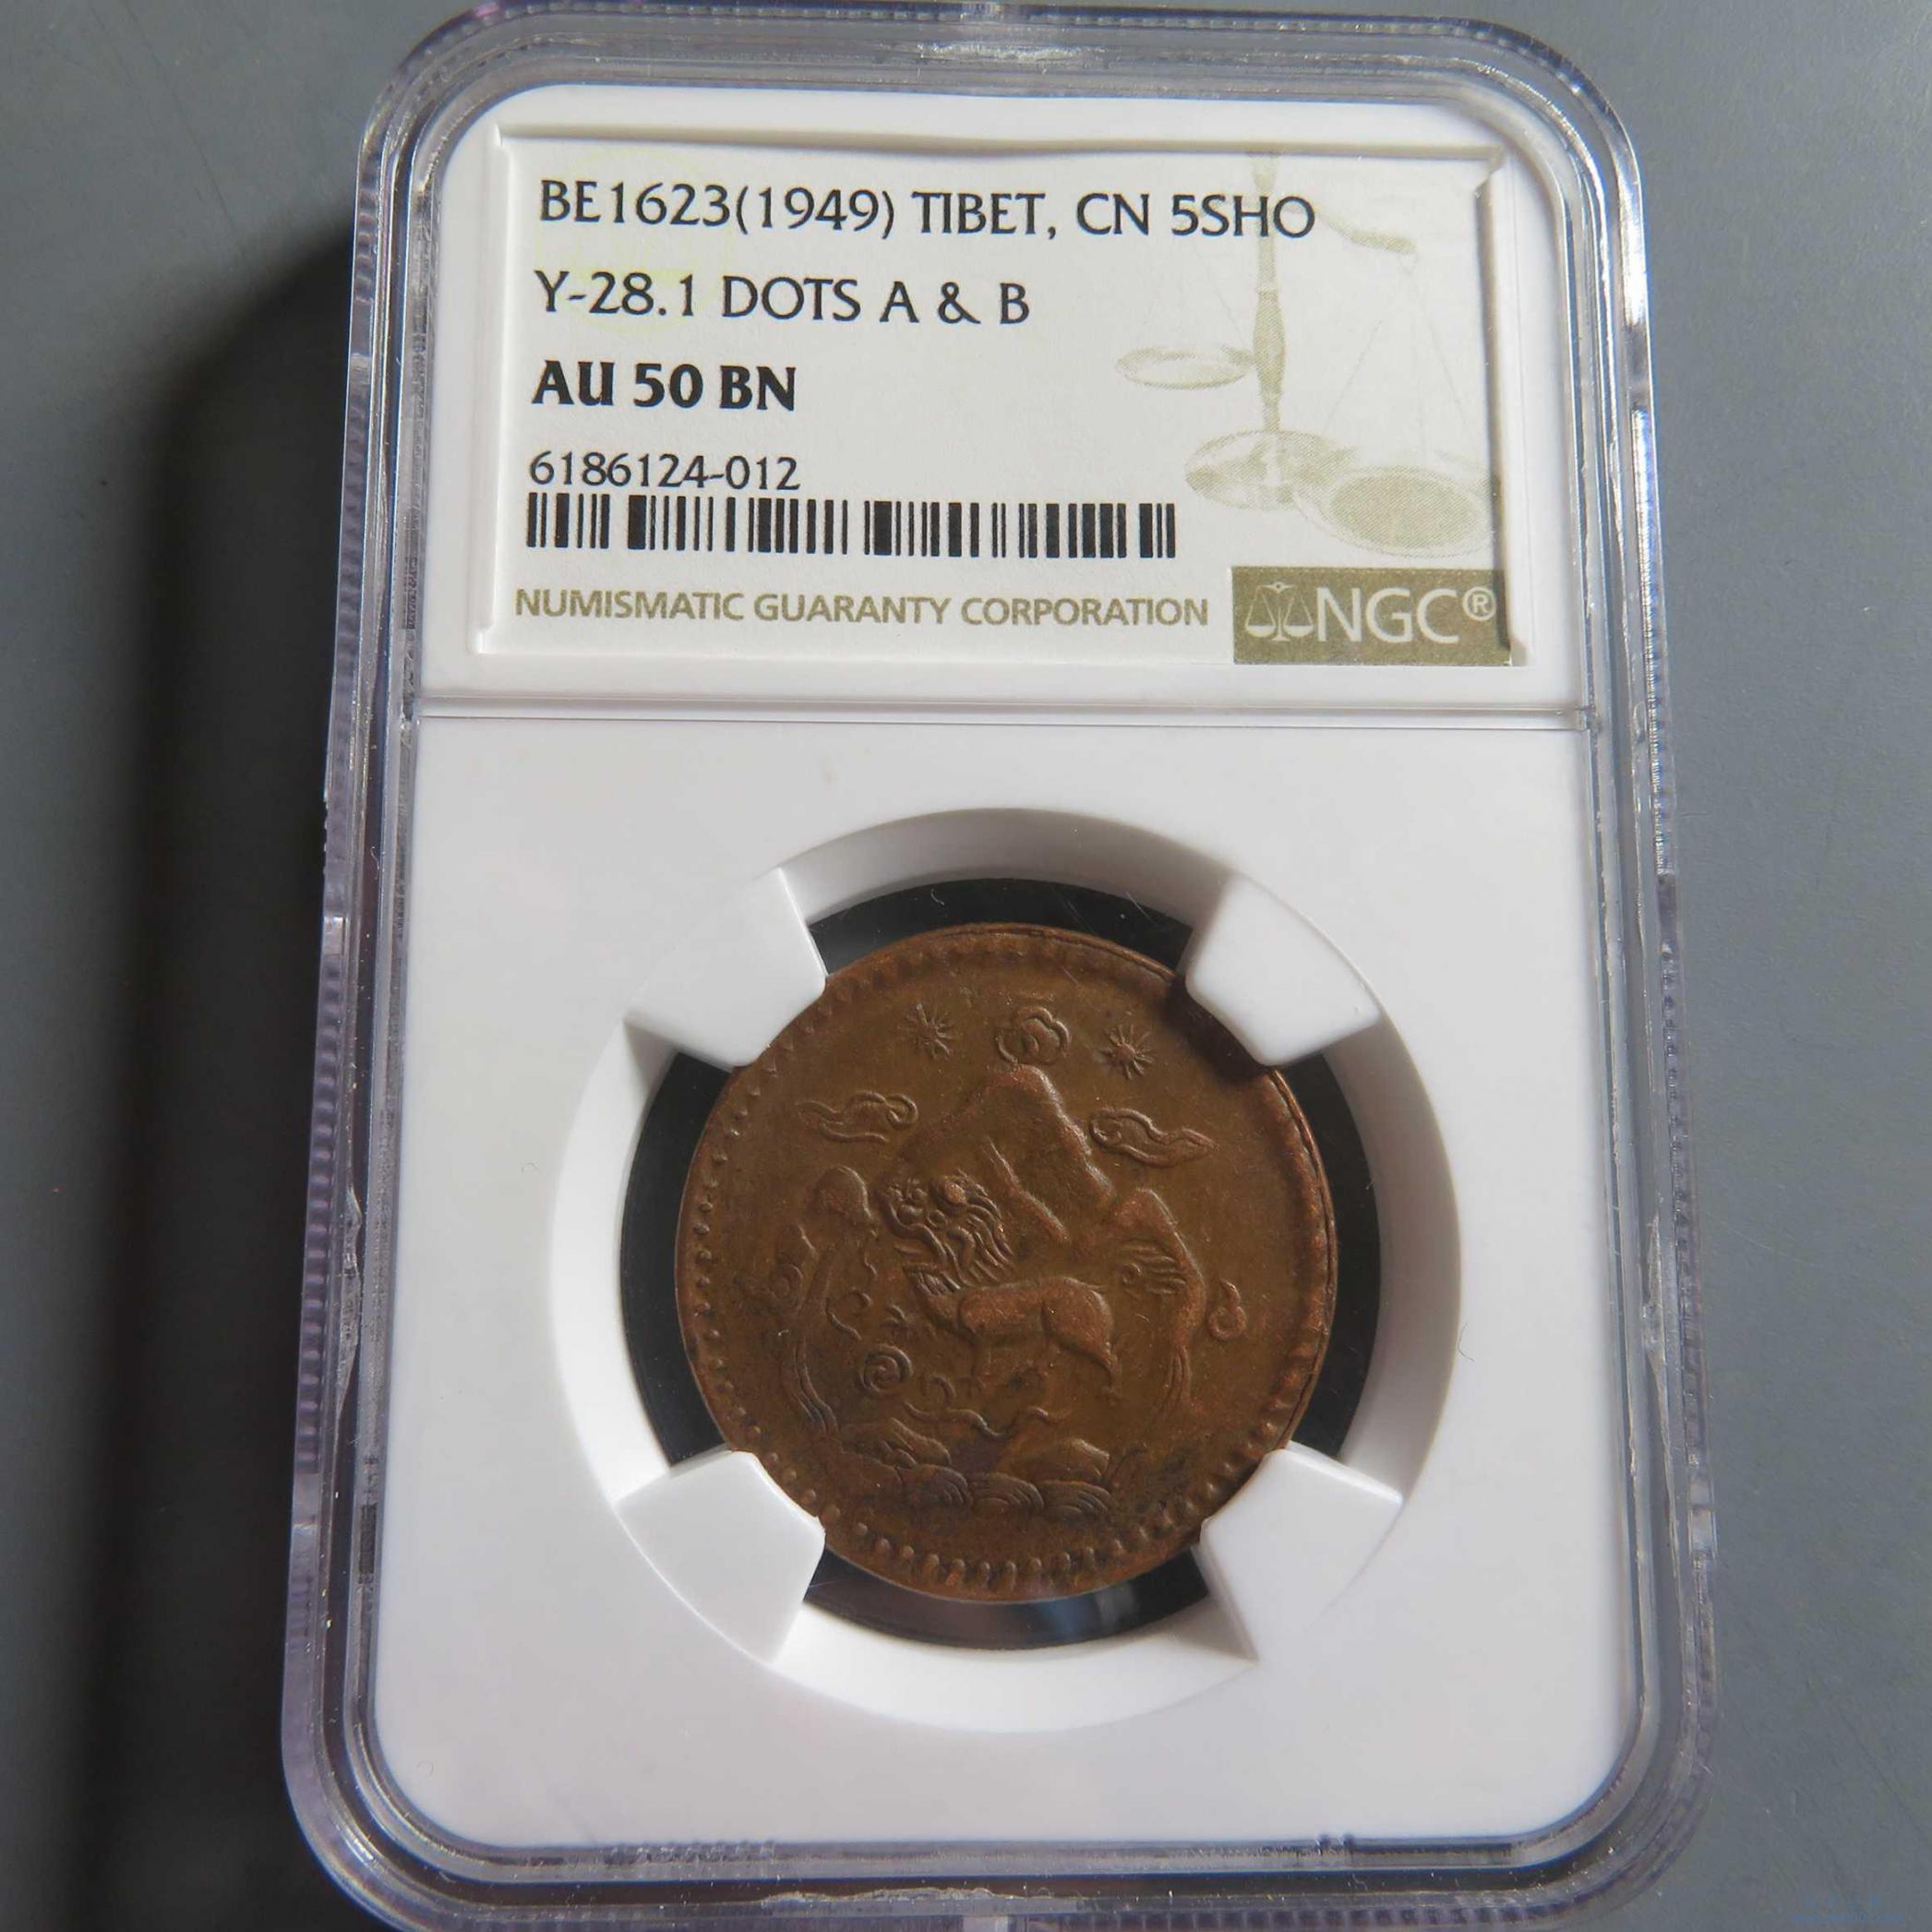 BE1623(1949) TIBET, CN 5SHO
Y-28.1 DOTS A & B
AU 50 BN
6186124-012
NUMISMATIC GUARANTY CORPORATION
NGC®